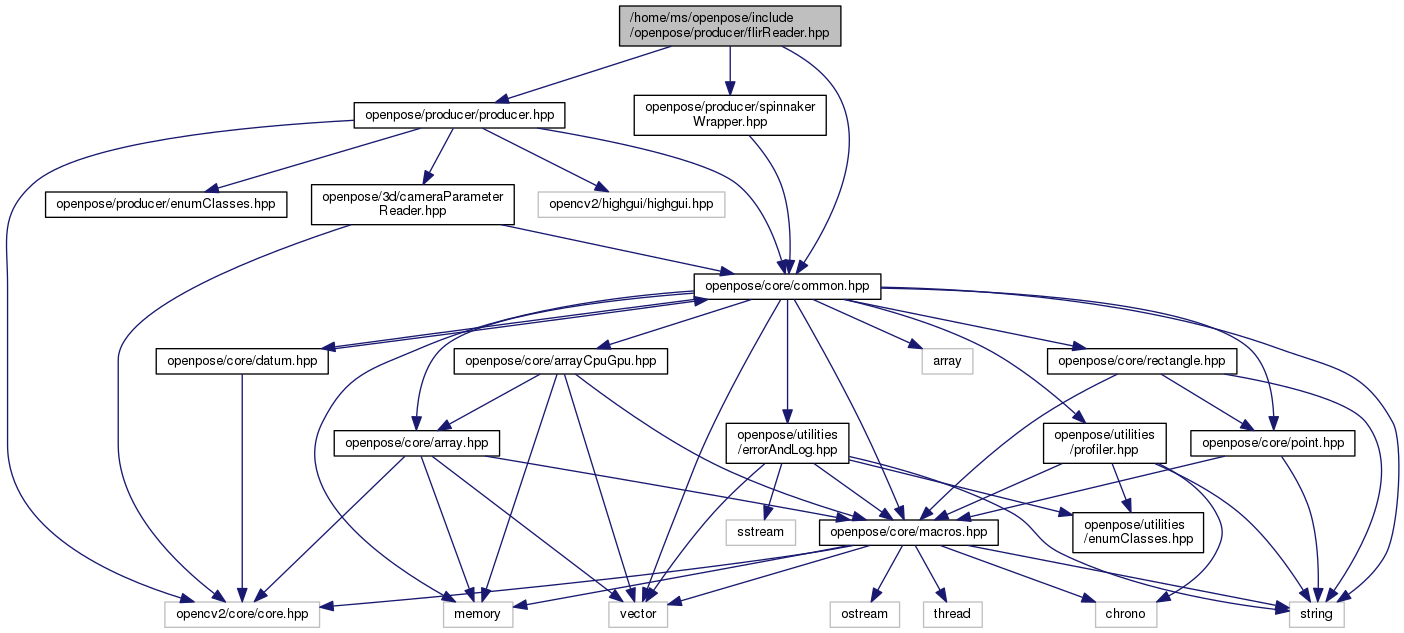 /home/ms/openpose/include
/openpose/producer/flirReader.hpp
openpose/producer/producer.hpp
openpose/producer/spinnaker
Wrapper.hpp
openpose/producer/enumClasses.hpp
openpose/3d/cameraParameter
Reader.hpp
opencv2/highgui/highgui.hpp
openpose/core/common.hpp
openpose/core/datum.hpp
openpose/core/arrayCpuGpu.hpp
array
openpose/core/rectangle.hpp
openpose/core/array.hpp
openpose/utilities
/errorAndLog.hpp
openpose/utilities
/profiler.hpp
openpose/core/point.hpp
sstream
openpose/core/macros.hpp
openpose/utilities
/enumClasses.hpp
opencv2/core/core.hpp
memory
vector
ostream
thread
chrono
string